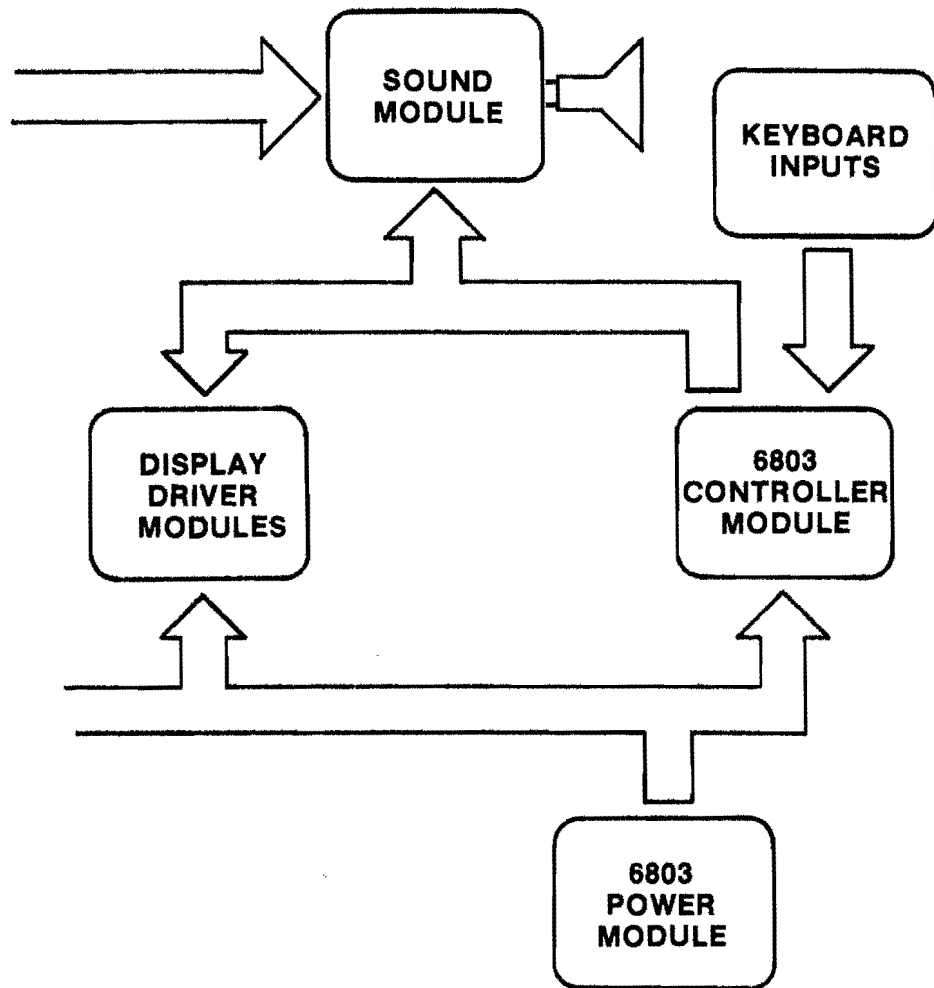 SOUND
MODULE
KEYBOARD
INPUTS
DISPLAY
DRIVER
MODULES
6803
CONTROLLER
MODULE
6803
POWER
MODULE